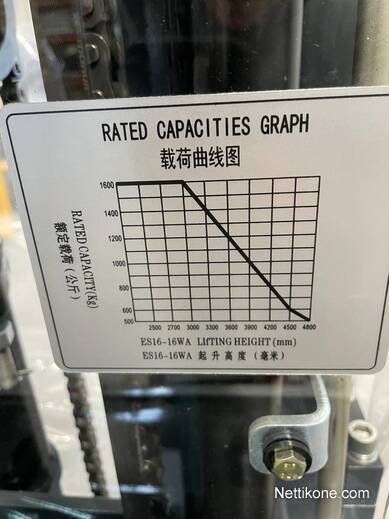 RATED CAPACITIES GRAPH
载荷曲线图
RATED CAPACITY(Kg)
额定载荷（公斤）
1600
1400
1200
1000
800
600
500
2500 2700 3000 3300 3600 3900 4200 4500 4800
ES16-16WA LIFTING HEIGHT(mm)
ES16-16WA 起升高度（毫米）
Nettikone.com